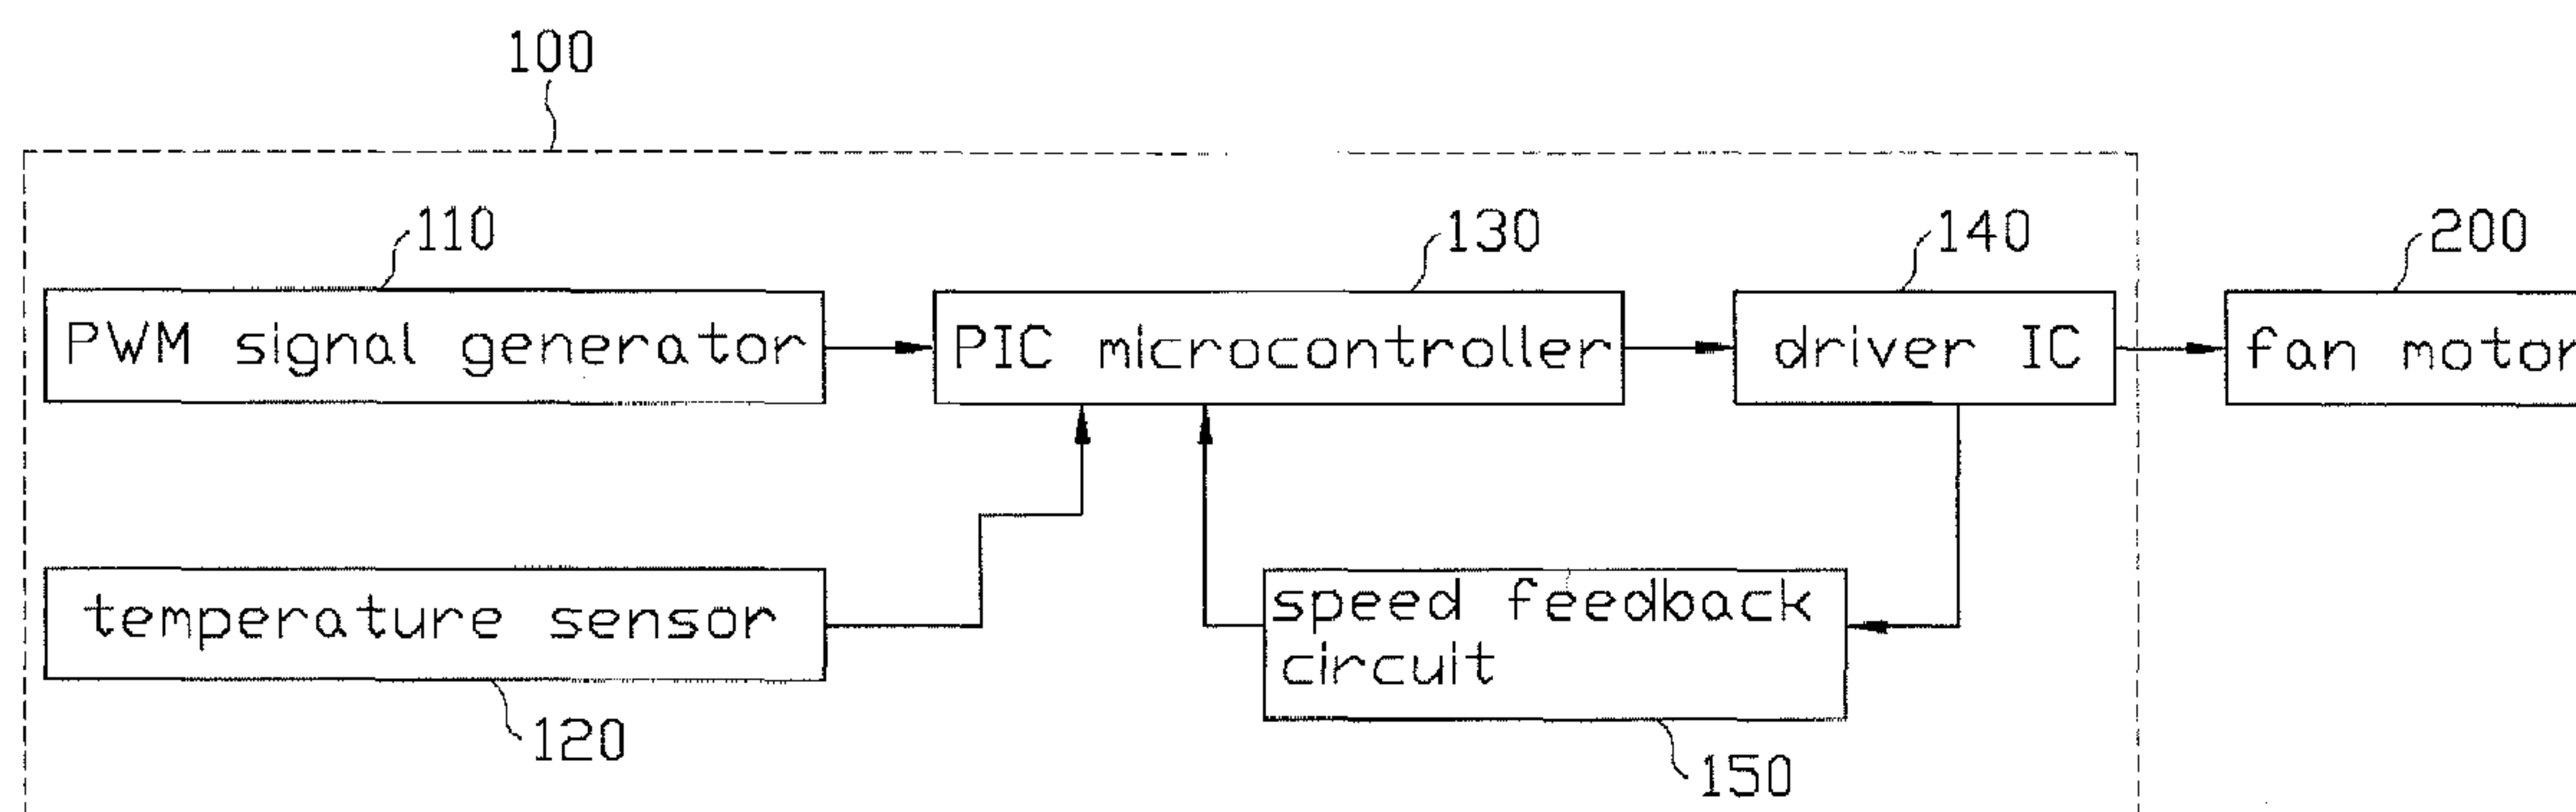 100
110
130
140
200
PWM signal generator
PIC microcontroller
driver IC
fan motor
temperature sensor
speed feedback
circuit
120
150